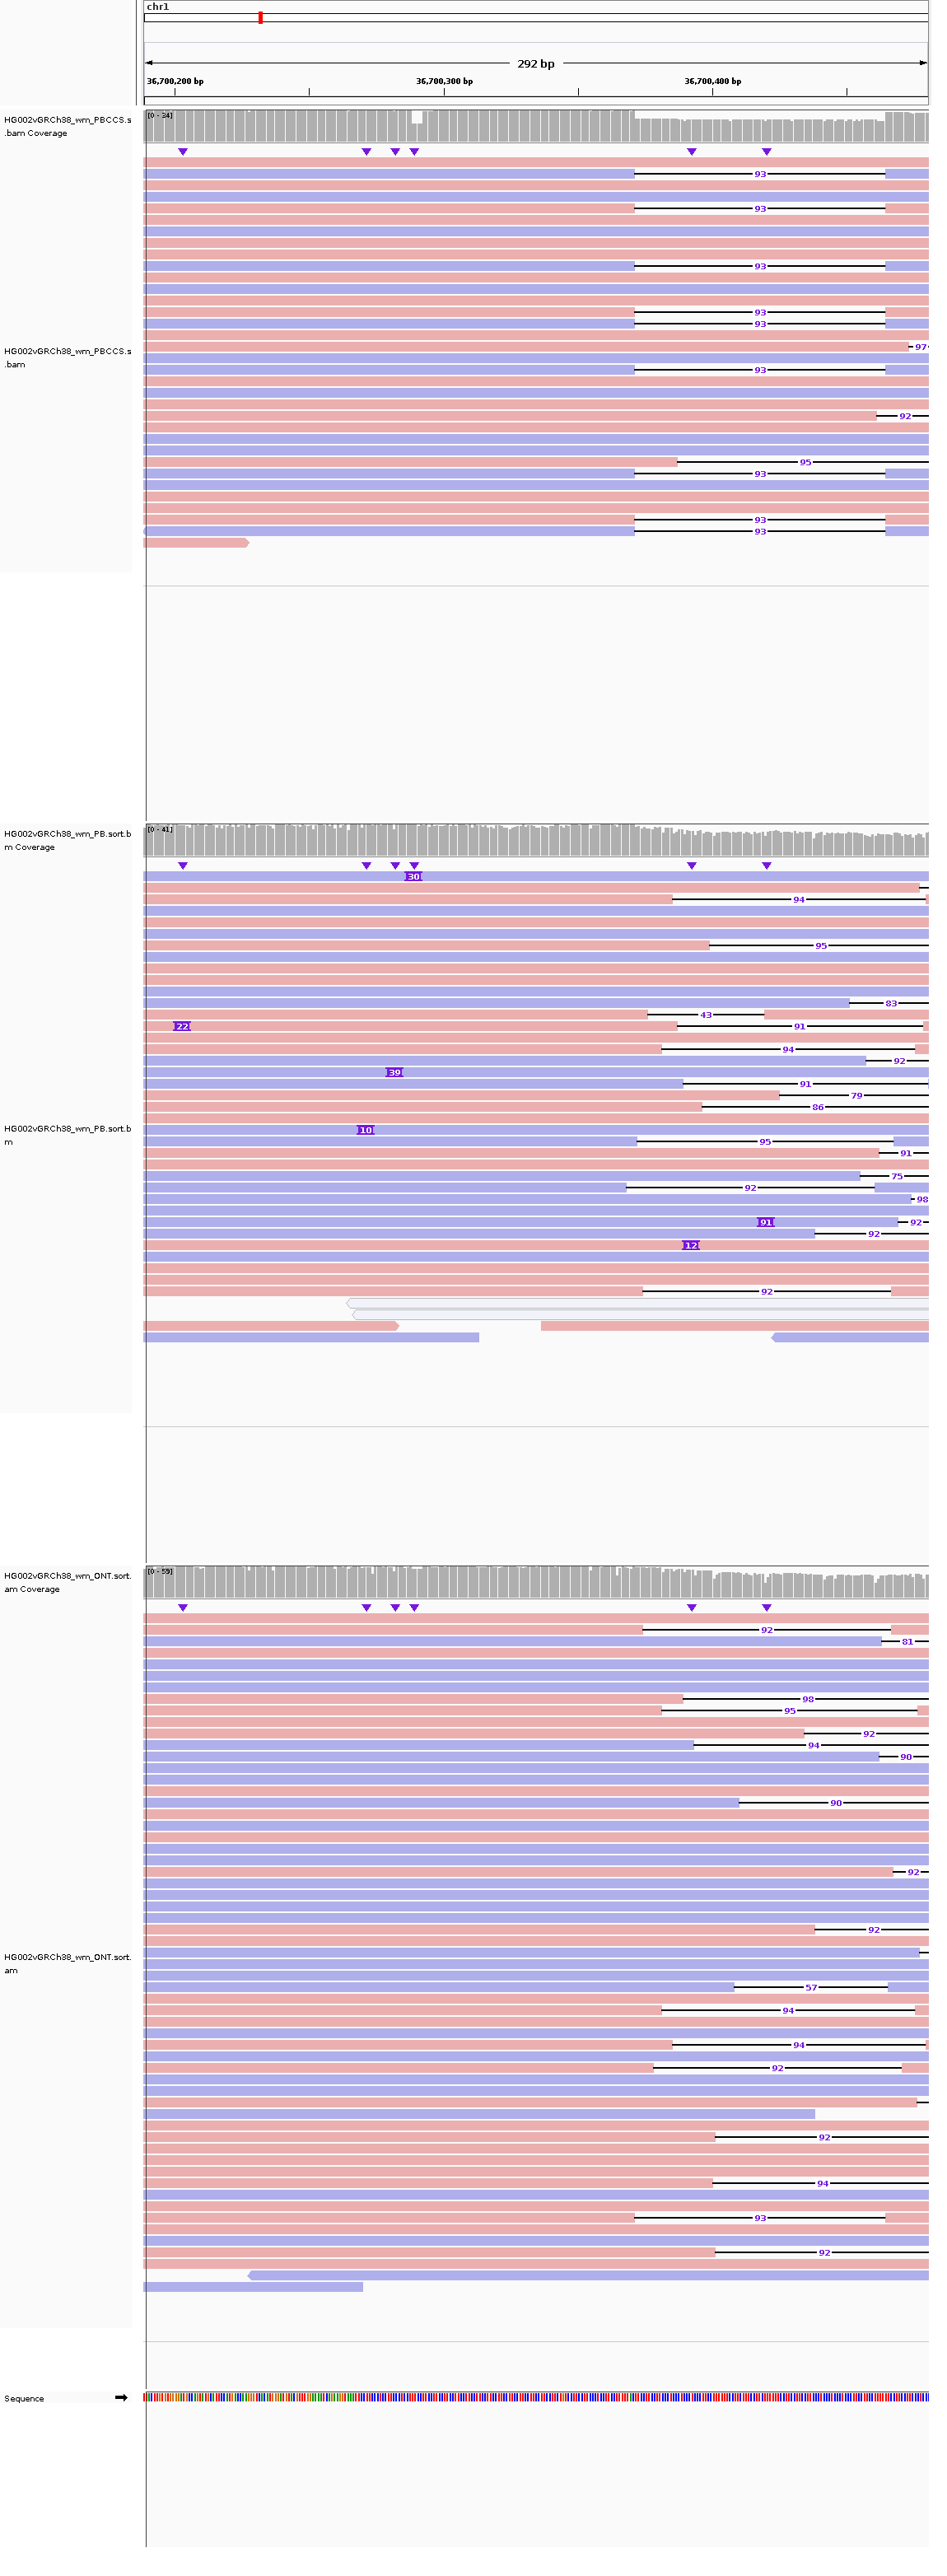 chr1
292 bp
36,700,200 bp 36,700,300 bp 36,700,400 bp
HG002vGRCh38_wm_PBCCS.s
.bam Coverage
[0 - 34]
93
93
93
93
93
HG002vGRCh38_wm_PBCCS.s
.bam
97
93
92
95
93
93
93
HG002vGRCh38_wm_PB.sort.b
m Coverage
[0 - 41]
30
94
95
83
43
22 91
94
92
39
91
79
86
HG002vGRCh38_wm_PB.sort.b
m
10
95
91
75
92
98
91 92
92
12
92
HG002vGRCh38_wm_ONT.sort.
am Coverage
[0 - 59]
92
81
98
95
92
94
90
90
92
92
HG002vGRCh38_wm_ONT.sort.
am
57
94
94
92
92
94
93
92
Sequence